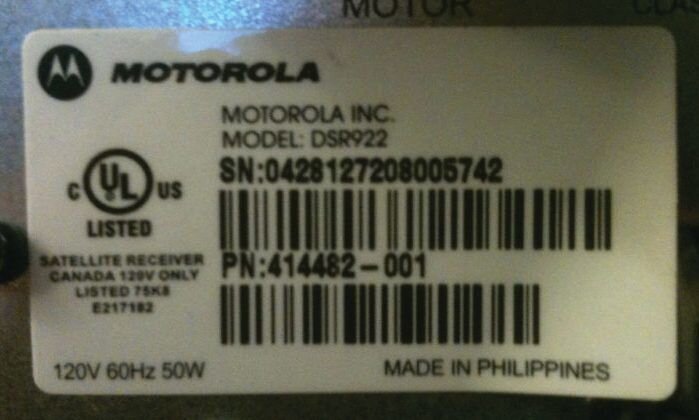 MOTOR
CLAS
MOTOROLA
MOTOROLA INC.
MODEL: DSR922
SN:0428127208005742
C UL US
LISTED
SATELLITE RECEIVER
CANADA 120V ONLY
LISTED 75K8
E217182
PN:414482-001
120V 60Hz 50W
MADE IN PHILIPPINES